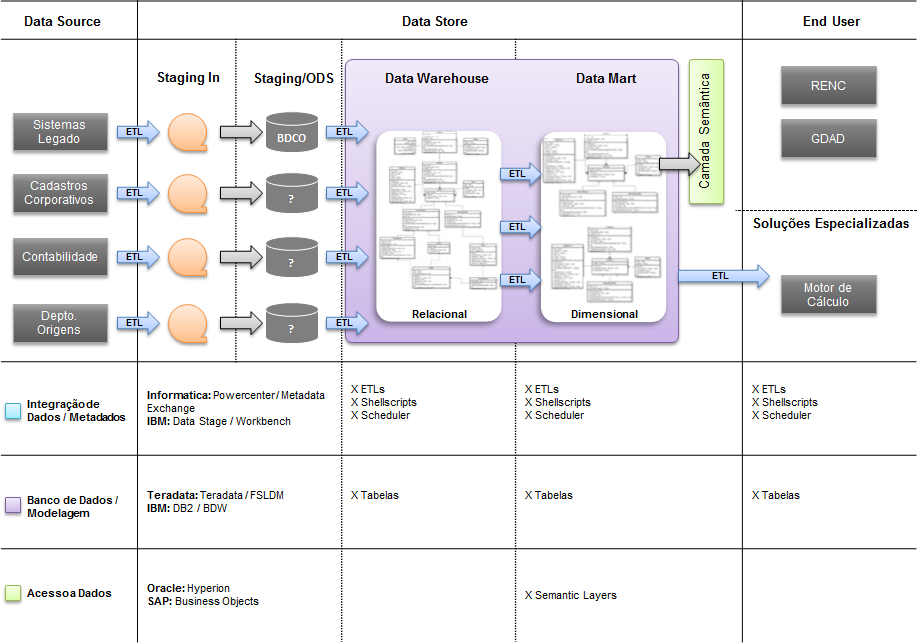 Data Source
Data Store
End User
Staging In
Staging/ODS
Data Warehouse
Data Mart
Camada Semântica
RENC
GDAD
Sistemas
Legado
ETL
BDCO
ETL
ETL
Cadastros
Corporativos
ETL
?
ETL
ETL
Soluções Especializadas
Contabilidade
ETL
?
ETL
ETL
ETL
Motor de
Cálculo
Depto.
Origens
ETL
?
ETL
Relacional
Dimensional
Integração de
Dados / Metadados
Informatica: Powercenter / Metadata
Exchange
IBM: Data Stage / Workbench
X ETLs
X Shellscripts
X Scheduler
X ETLs
X Shellscripts
X Scheduler
X ETLs
X Shellscripts
X Scheduler
Banco de Dados /
Modelagem
Teradata: Teradata / FSLDM
IBM: DB2 / BDW
X Tabelas
X Tabelas
X Tabelas
Acesso a Dados
Oracle: Hyperion
SAP: Business Objects
X Semantic Layers